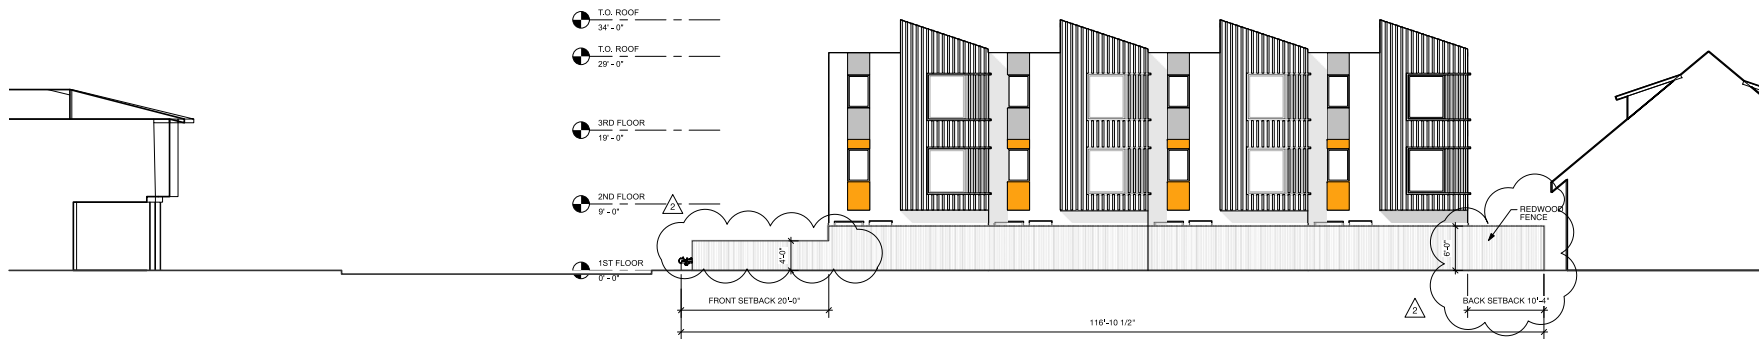 T.O. ROOF
34' - 0"
T.O. ROOF
29' - 0"
3RD FLOOR
19' - 0"
2ND FLOOR
9' - 0"
2
1ST FLOOR
0' - 0"
4'-0"
6'-0"
REDWOOD
FENCE
FRONT SETBACK 20'-0"
BACK SETBACK 10'-4"
2
116'-10 1/2"